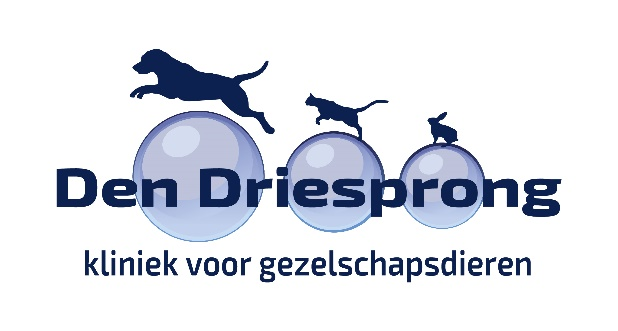 Den Driesprong
kliniek voor gezelschapsdieren